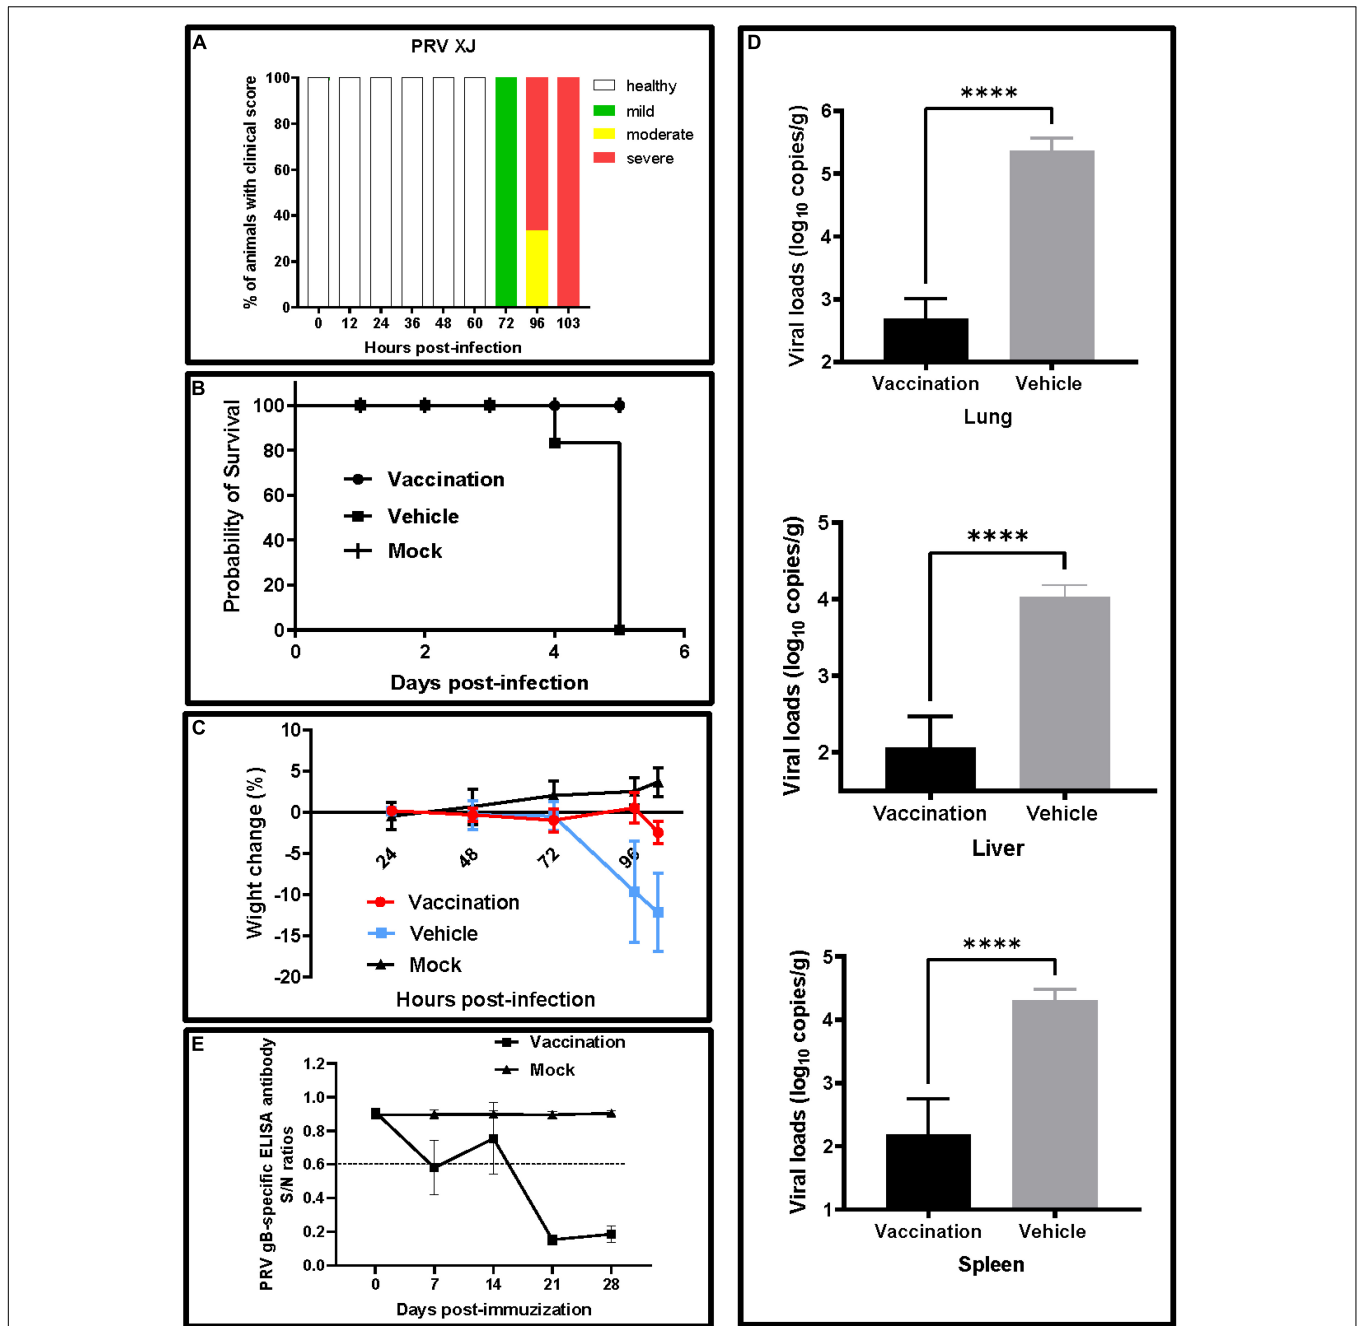 A
PRV XJ
% of animals with clinical score
100
80
60
40
20
0
0 12 24 36 48 60 72 96 103
Hours post-infection
healthy
mild
moderate
severe
B
Probability of Survival
100
80
60
40
20
0
0 2 4 6
Days post-infection
Vaccination
Vehicle
Mock
C
Wight change (%)
10
5
0
-5
-10
-15
-20
24 48 72 96
Vaccination
Vehicle
Mock
Hours post-infection
E
PRV gB-specific ELISA antibody
S/N ratios
Vaccination
Mock
1.2
1.0
0.8
0.6
0.4
0.2
0.0
0 7 14 21 28
Days post-immuzization
D
Viral loads (log10 copies/g)
****
6
5
4
3
2
Vaccination Vehicle
Lung
Viral loads (log10 copies/g)
****
5
4
3
2
Vaccination Vehicle
Liver
Viral loads (log10 copies/g)
****
5
4
3
2
1
Vaccination Vehicle
Spleen